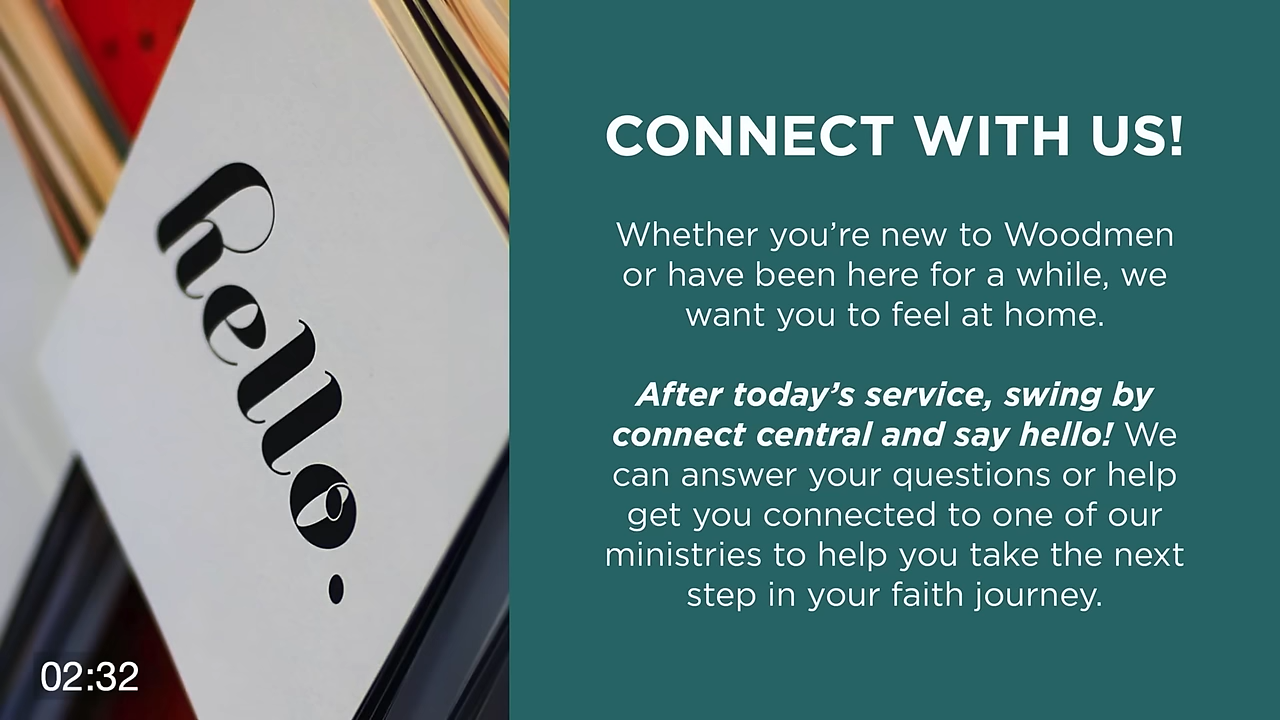 hello.
02:32
CONNECT WITH US!
Whether you’re new to Woodmen
or have been here for a while, we
want you to feel at home.
After today’s service, swing by
connect central and say hello! We
can answer your questions or help
get you connected to one of our
ministries to help you take the next
step in your faith journey.